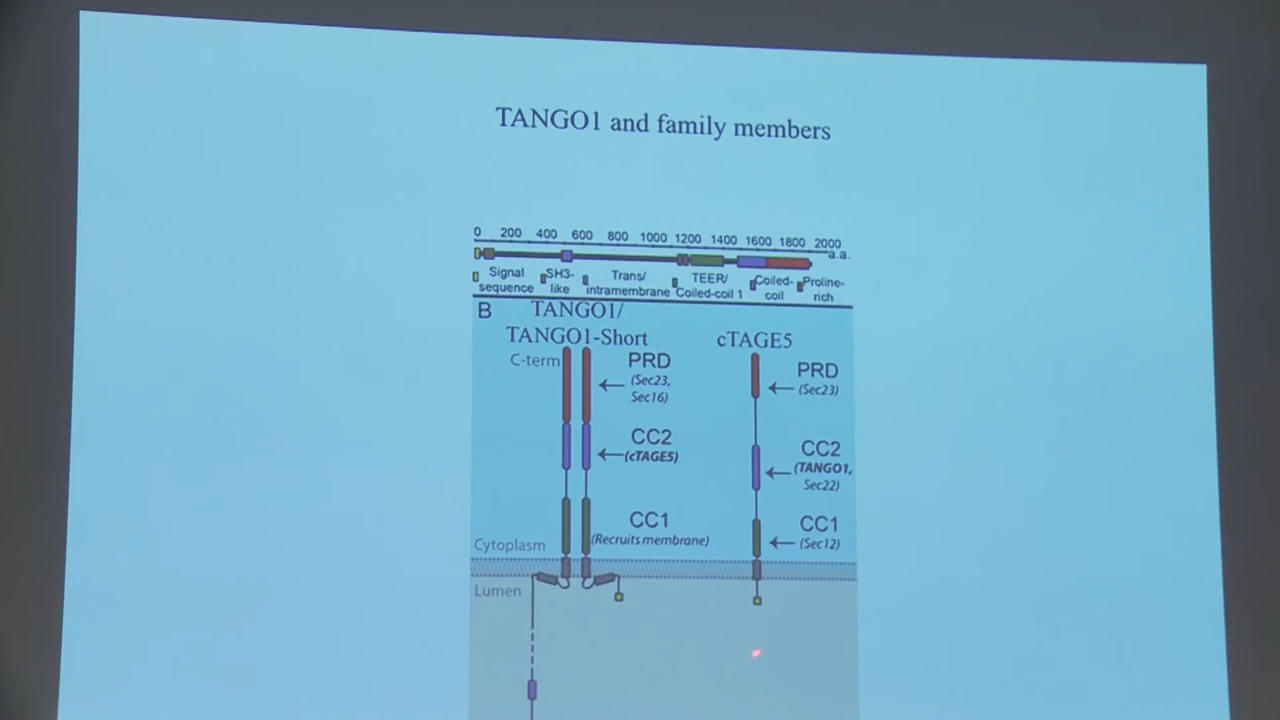 TANGO1 and family members
0 200 400 600 800 1000 1200 1400 1600 1800 2000
a.a.
Signal sequence
SH3-like
Trans/intramembrane
TEER/Coiled-coil 1
Coiled-coil
Proline-rich
B
TANGO1/
TANGO1-Short
cTAGE5
C-term
PRD
(Sec23,
Sec16)
CC2
(cTAGE5)
CC1
(Recruits membrane)
PRD
(Sec23)
CC2
(TANGO1,
Sec22)
CC1
(Sec12)
Cytoplasm
Lumen